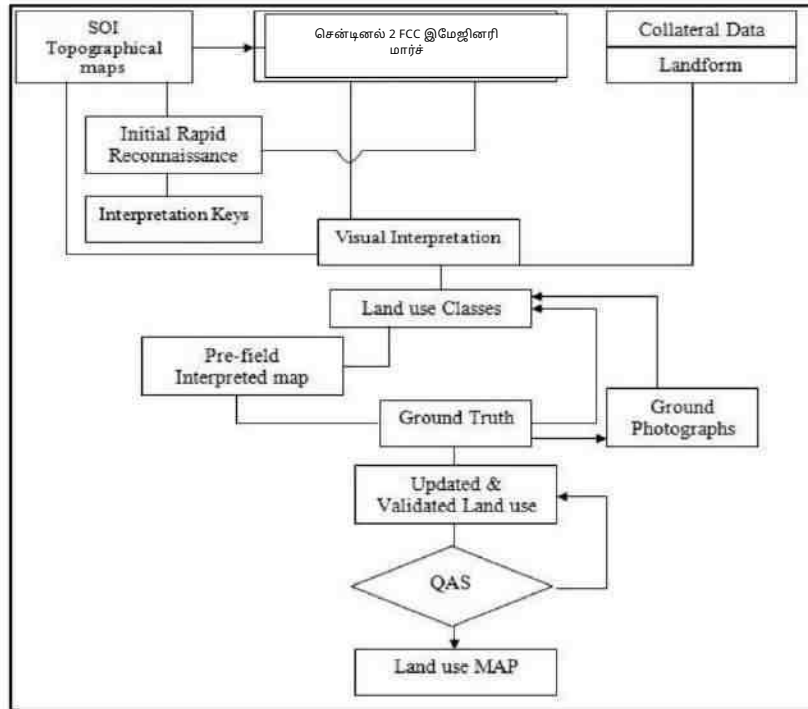 SOI
Topographical
maps
சென்டினல் 2 FCC இமேஜினரி
மார்ச்
Collateral Data
Landform
Initial Rapid
Reconnaissance
Interpretation Keys
Visual Interpretation
Land use Classes
Pre-field
Interpreted map
Ground Truth
Ground
Photographs
Updated &
Validated Land use
QAS
Land use MAP